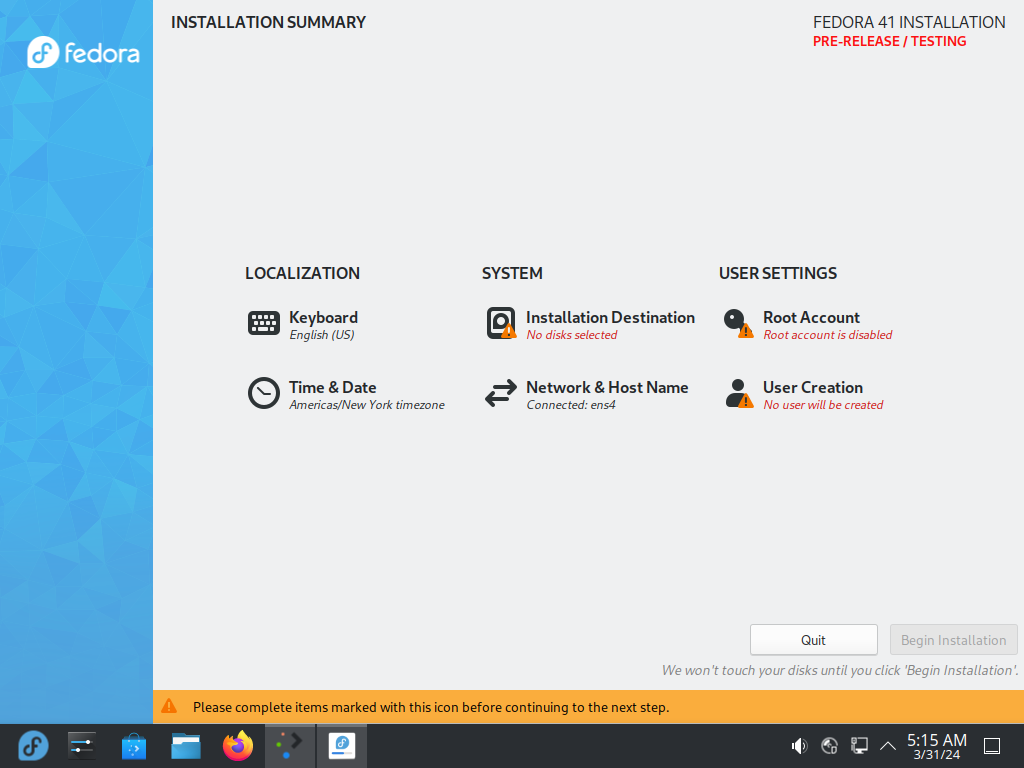 fedora
INSTALLATION SUMMARY
FEDORA 41 INSTALLATION
PRE-RELEASE / TESTING
LOCALIZATION
Keyboard
English (US)
Time & Date
Americas/New York timezone
SYSTEM
Installation Destination
No disks selected
Network & Host Name
Connected: ens4
USER SETTINGS
Root Account
Root account is disabled
User Creation
No user will be created
Quit
Begin Installation
We won't touch your disks until you click 'Begin Installation'.
Please complete items marked with this icon before continuing to the next step.
5:15 AM
3/31/24